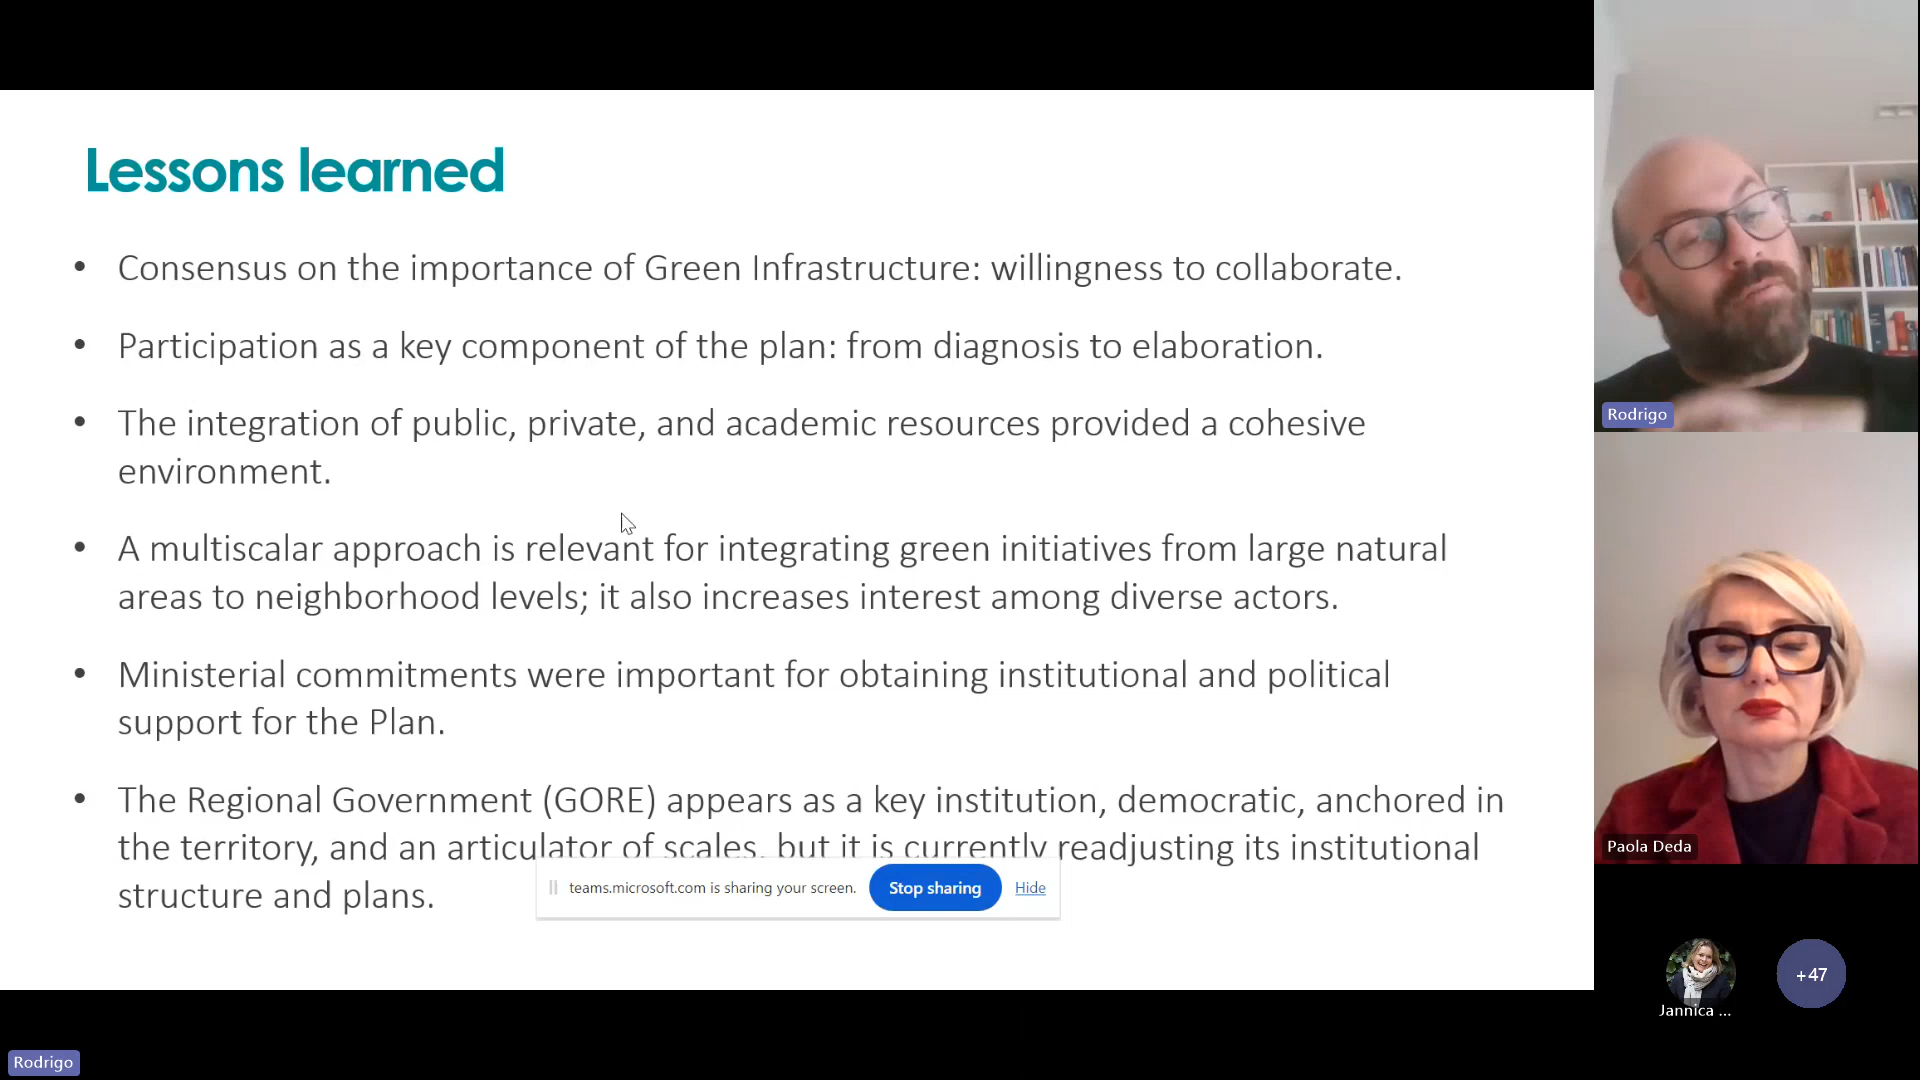 Lessons learned
• Consensus on the importance of Green Infrastructure: willingness to collaborate.
• Participation as a key component of the plan: from diagnosis to elaboration.
• The integration of public, private, and academic resources provided a cohesive
environment.
• A multiscalar approach is relevant for integrating green initiatives from large natural
areas to neighborhood levels; it also increases interest among diverse actors.
• Ministerial commitments were important for obtaining institutional and political
support for the Plan.
• The Regional Government (GORE) appears as a key institution, democratic, anchored in
the territory, and an articulator of scales, but it is currently readjusting its institutional
structure and plans.
teams.microsoft.com is sharing your screen.
Stop sharing
Hide
Rodrigo
Paola Deda
Jannica ...
+47
Rodrigo